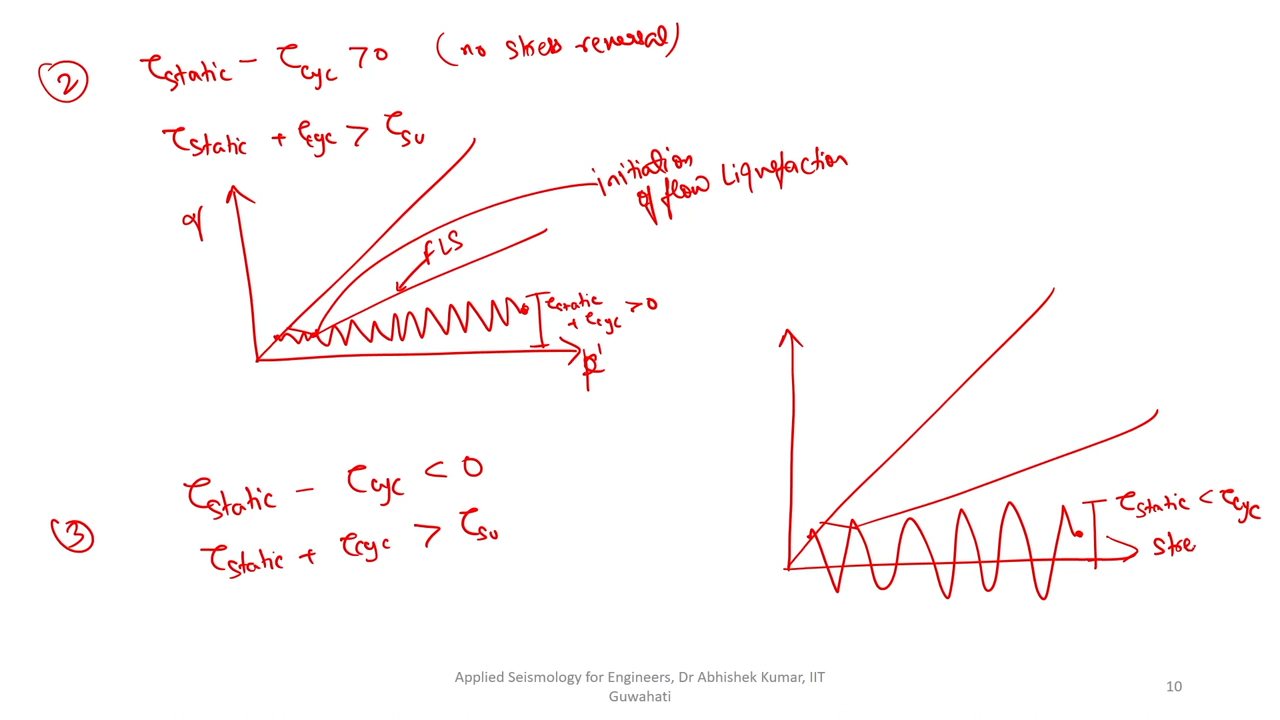 ② τstatic - τcyc > 0 (no stress reversal)
τstatic + τcyc > τsu
initiation
of flow Liquefaction
q
FLS
τstatic
+ τcyc > 0
p'
③ τstatic - τcyc < 0
τstatic + τcyc > τsu
τstatic < τcyc
stre
Applied Seismology for Engineers, Dr Abhishek Kumar, IIT
Guwahati
10